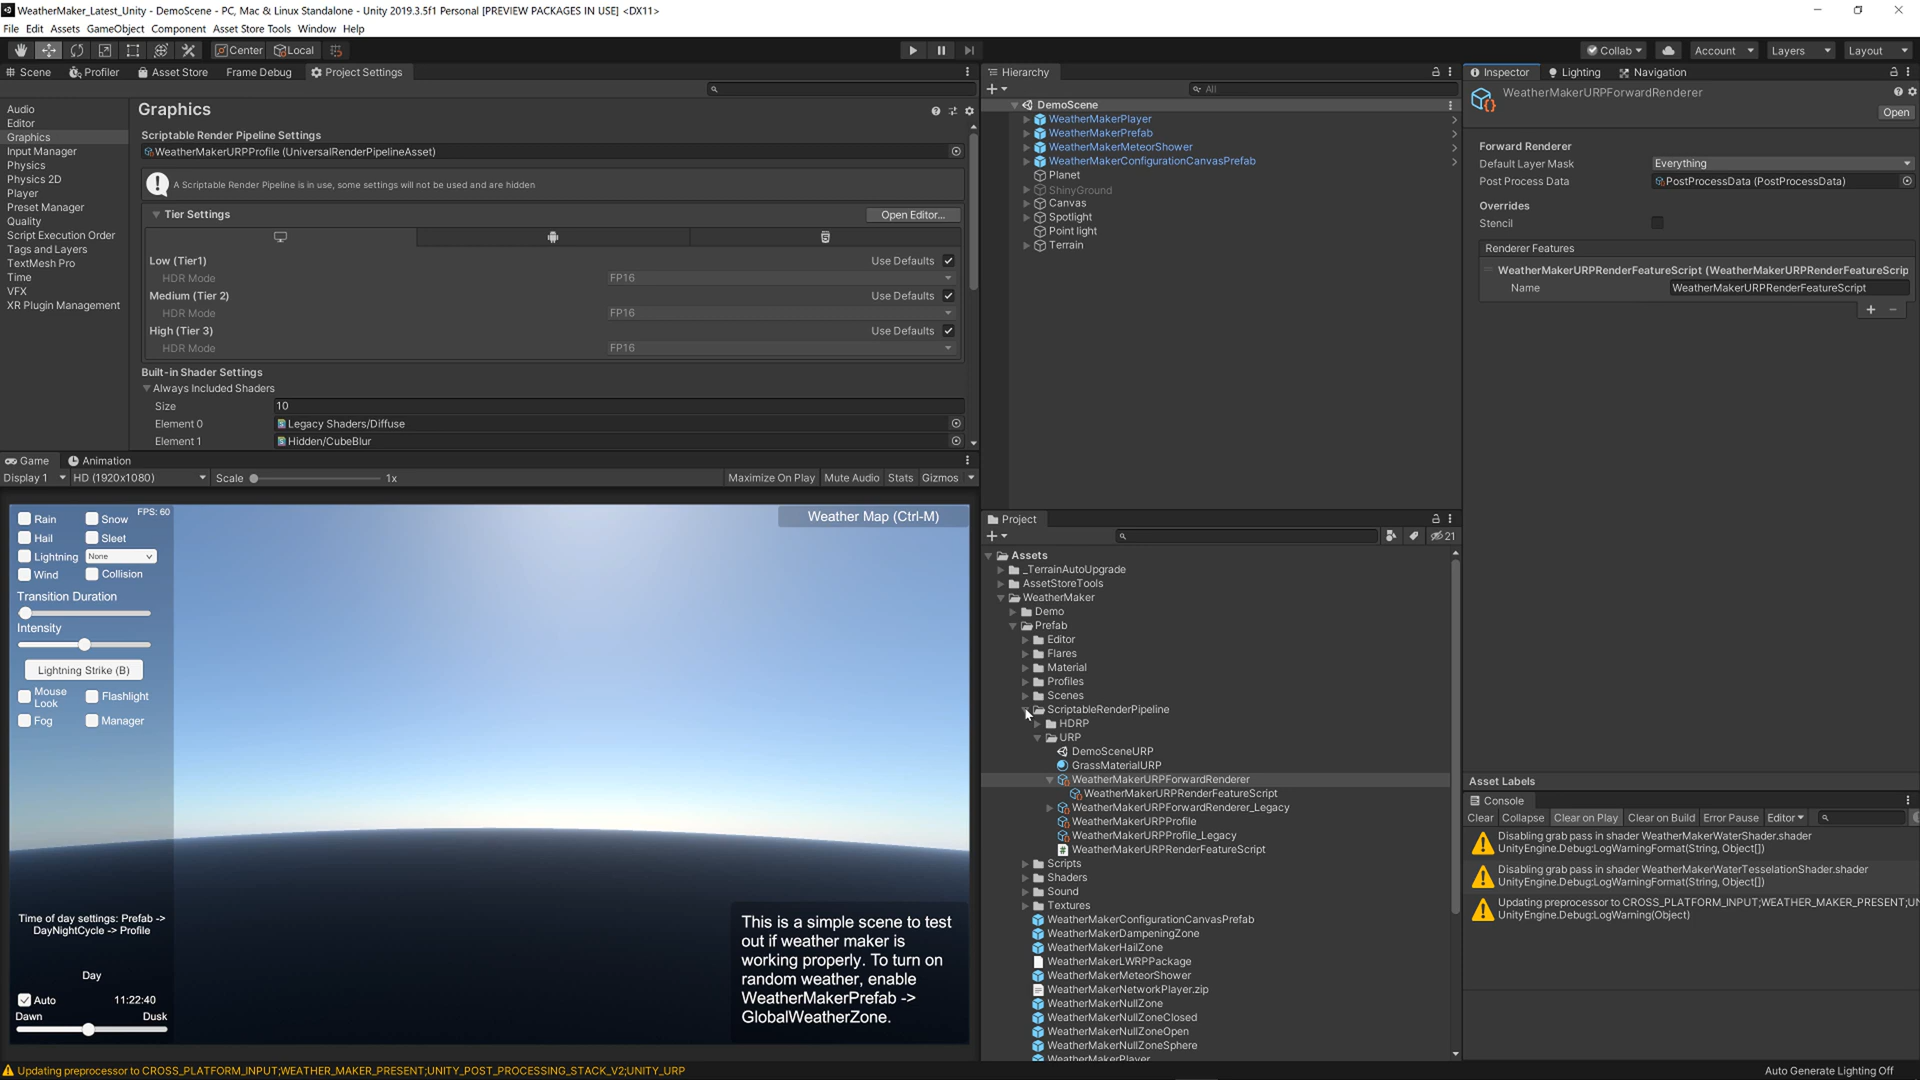 WeatherMaker_Latest_Unity - DemoScene - PC, Mac & Linux Standalone - Unity 2019.3.5f1 Personal [PREVIEW PACKAGES IN USE] <DX11>
File Edit Assets GameObject Component Asset Store Tools Window Help
Center Local
Collab Account Layers Layout
Scene Profiler Asset Store Frame Debug Project Settings
Audio
Editor
Graphics
Input Manager
Physics
Physics 2D
Player
Preset Manager
Quality
Script Execution Order
Tags and Layers
TextMesh Pro
Time
VFX
XR Plugin Management
Graphics
Scriptable Render Pipeline Settings
WeatherMakerURPProfile (UniversalRenderPipelineAsset)
A Scriptable Render Pipeline is in use, some settings will not be used and are hidden
Tier Settings
Open Editor...
Low (Tier1) Use Defaults
HDR Mode FP16
Medium (Tier 2) Use Defaults
HDR Mode FP16
High (Tier 3) Use Defaults
HDR Mode FP16
Built-in Shader Settings
Always Included Shaders
Size 10
Element 0 Legacy Shaders/Diffuse
Element 1 Hidden/CubeBlur
Game Animation
Display 1 HD (1920x1080) Scale 1x Maximize On Play Mute Audio Stats Gizmos
Rain Snow FPS: 60
Hail Sleet
Lightning None
Wind Collision
Transition Duration
Intensity
Lightning Strike (B)
Mouse Look Flashlight
Fog Manager
Time of day settings: Prefab ->
DayNightCycle -> Profile
Day
Auto 11:22:40
Dawn Dusk
Weather Map (Ctrl-M)
This is a simple scene to test
out if weather maker is
working properly. To turn on
random weather, enable
WeatherMakerPrefab ->
GlobalWeatherZone.
Hierarchy
All
DemoScene
WeatherMakerPlayer
WeatherMakerPrefab
WeatherMakerMeteorShower
WeatherMakerConfigurationCanvasPrefab
Planet
ShinyGround
Canvas
Spotlight
Point light
Terrain
Project
21
Assets
_TerrainAutoUpgrade
AssetStoreTools
WeatherMaker
Demo
Prefab
Editor
Flares
Material
Profiles
Scenes
ScriptableRenderPipeline
HDRP
URP
DemoSceneURP
GrassMaterialURP
WeatherMakerURPForwardRenderer
WeatherMakerURPRenderFeatureScript
WeatherMakerURPForwardRenderer_Legacy
WeatherMakerURPProfile
WeatherMakerURPProfile_Legacy
WeatherMakerURPRenderFeatureScript
Scripts
Shaders
Sound
Textures
WeatherMakerConfigurationCanvasPrefab
WeatherMakerDampeningZone
WeatherMakerHailZone
WeatherMakerLWRPPackage
WeatherMakerMeteorShower
WeatherMakerNetworkPlayer.zip
WeatherMakerNullZone
WeatherMakerNullZoneClosed
WeatherMakerNullZoneOpen
WeatherMakerNullZoneSphere
WeatherMakerPlayer
Inspector Lighting Navigation
WeatherMakerURPForwardRenderer
Open
Forward Renderer
Default Layer Mask Everything
Post Process Data PostProcessData (PostProcessData)
Overrides
Stencil
Renderer Features
WeatherMakerURPRenderFeatureScript (WeatherMakerURPRenderFeatureScrip
Name WeatherMakerURPRenderFeatureScript
Asset Labels
Console
Clear Collapse Clear on Play Clear on Build Error Pause Editor
Disabling grab pass in shader WeatherMakerWaterShader.shader
UnityEngine.Debug:LogWarningFormat(String, Object[])
Disabling grab pass in shader WeatherMakerWaterTesselationShader.shader
UnityEngine.Debug:LogWarningFormat(String, Object[])
Updating preprocessor to CROSS_PLATFORM_INPUT;WEATHER_MAKER_PRESENT;UN
UnityEngine.Debug:LogWarning(Object)
Updating preprocessor to CROSS_PLATFORM_INPUT;WEATHER_MAKER_PRESENT;UNITY_POST_PROCESSING_STACK_V2;UNITY_URP
Auto Generate Lighting Off